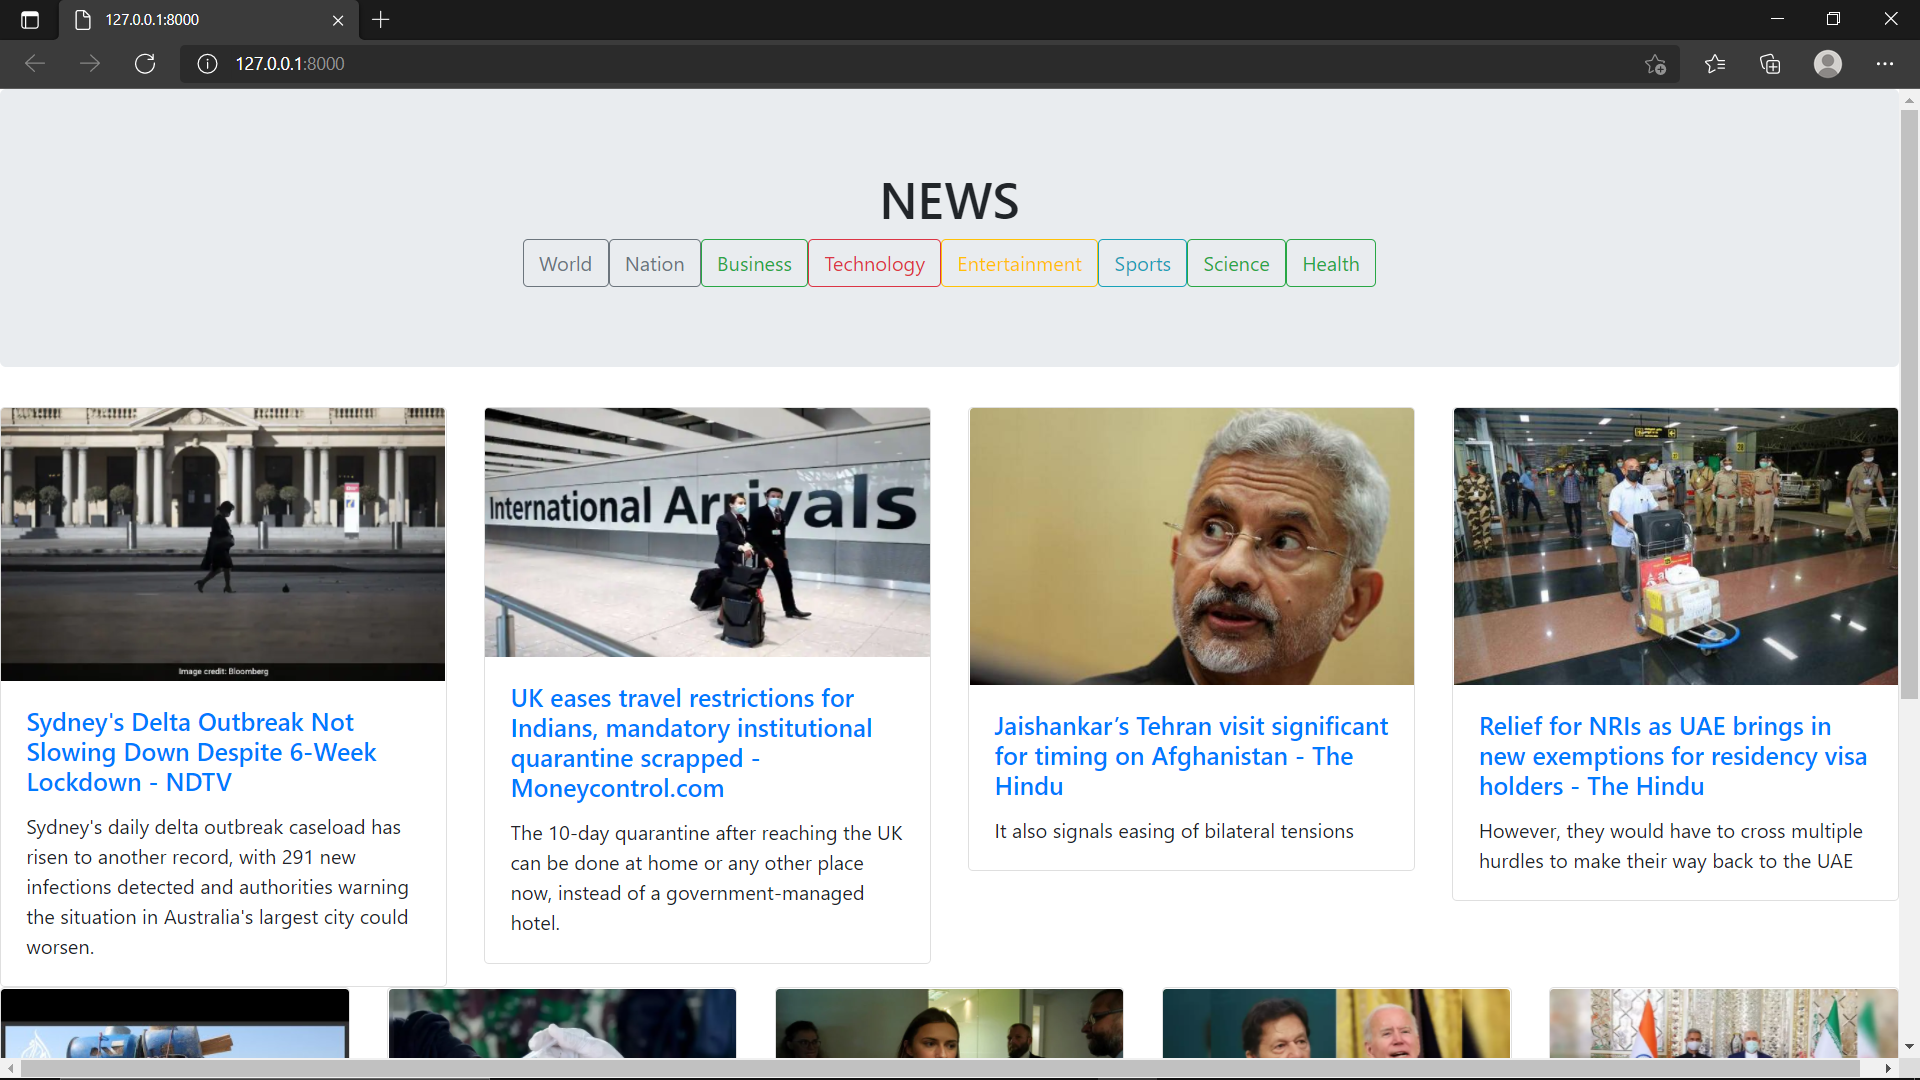 127.0.0.1:8000
127.0.0.1:8000
NEWS
World Nation Business Technology Entertainment Sports Science Health
Image credit: Bloomberg
International Arrivals
Sydney's Delta Outbreak Not
Slowing Down Despite 6-Week
Lockdown - NDTV
Sydney's daily delta outbreak caseload has
risen to another record, with 291 new
infections detected and authorities warning
the situation in Australia's largest city could
worsen.
UK eases travel restrictions for
Indians, mandatory institutional
quarantine scrapped -
Moneycontrol.com
The 10-day quarantine after reaching the UK
can be done at home or any other place
now, instead of a government-managed
hotel.
Jaishankar’s Tehran visit significant
for timing on Afghanistan - The
Hindu
It also signals easing of bilateral tensions
Relief for NRIs as UAE brings in
new exemptions for residency visa
holders - The Hindu
However, they would have to cross multiple
hurdles to make their way back to the UAE